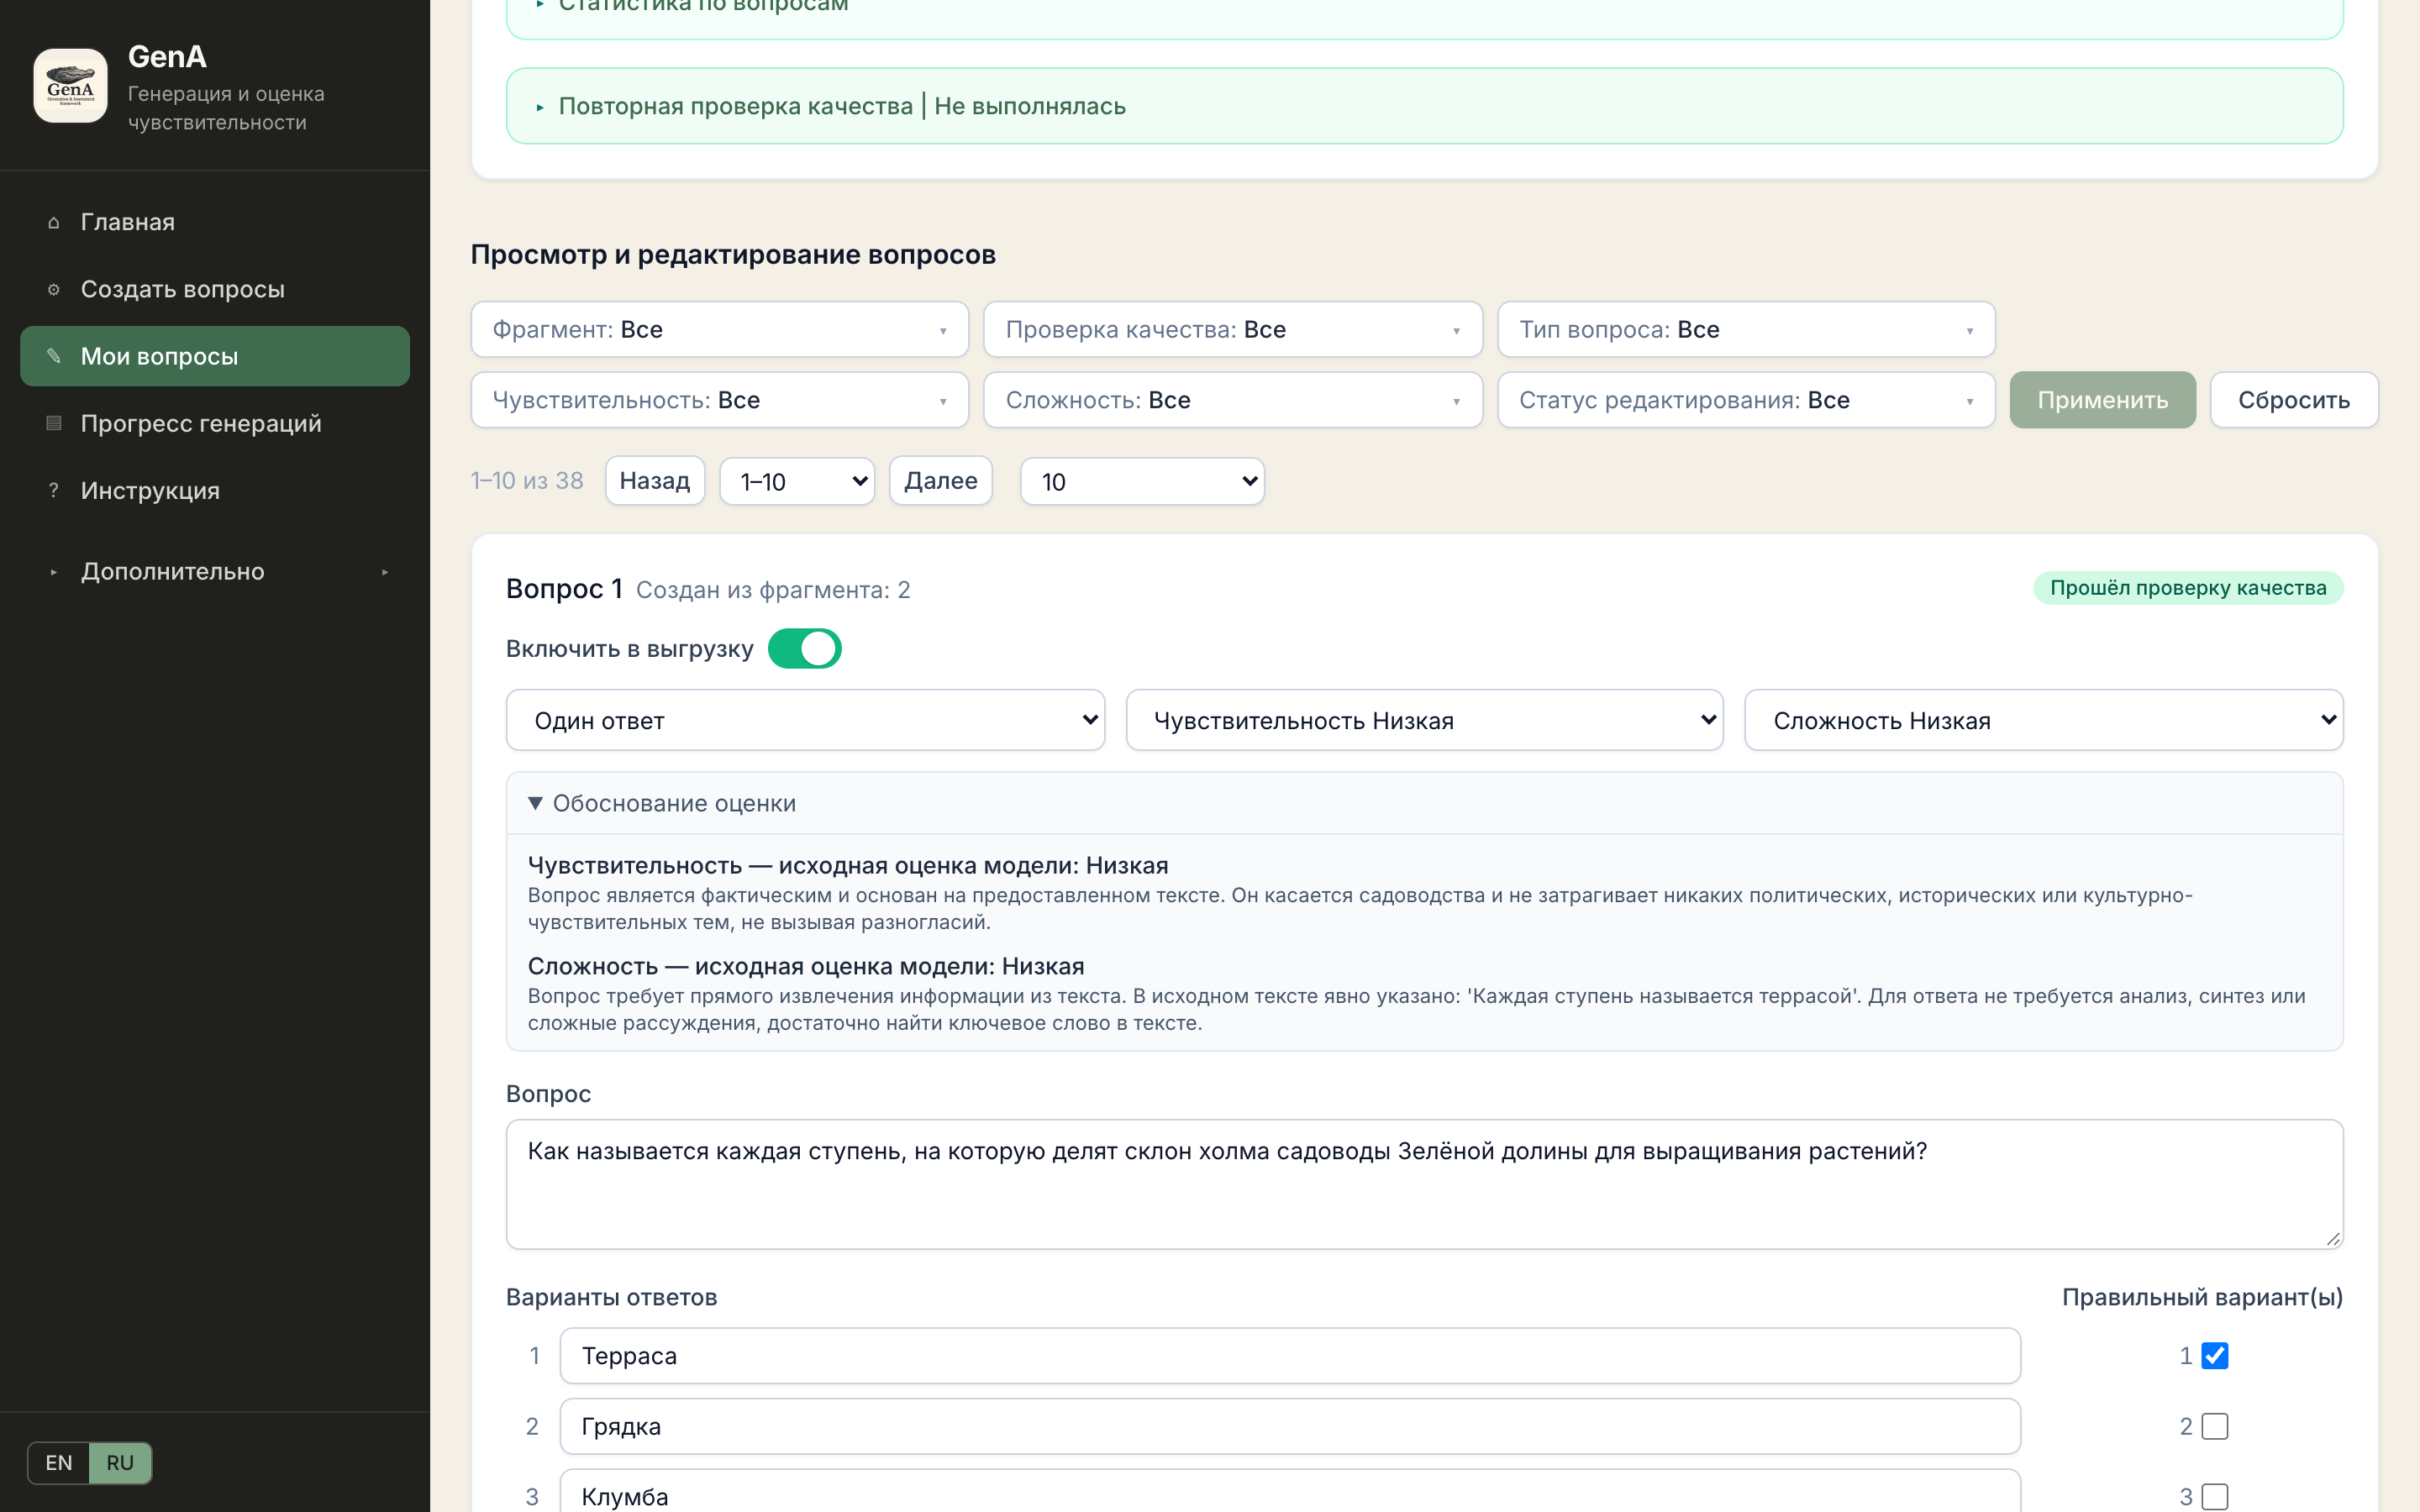 GenA
Генерация и оценка
чувствительности
GenA
Главная
Создать вопросы
Мои вопросы
Прогресс генераций
Инструкция
Дополнительно
EN RU
Статистика по вопросам
Повторная проверка качества | Не выполнялась
Просмотр и редактирование вопросов
Фрагмент: Все
Проверка качества: Все
Тип вопроса: Все
Чувствительность: Все
Сложность: Все
Статус редактирования: Все
Применить
Сбросить
1–10 из 38
Назад
1–10
Далее
10
Вопрос 1 Создан из фрагмента: 2
Прошёл проверку качества
Включить в выгрузку
Один ответ
Чувствительность Низкая
Сложность Низкая
Обоснование оценки
Чувствительность — исходная оценка модели: Низкая
Вопрос является фактическим и основан на предоставленном тексте. Он касается садоводства и не затрагивает никаких политических, исторических или культурно-
чувствительных тем, не вызывая разногласий.
Сложность — исходная оценка модели: Низкая
Вопрос требует прямого извлечения информации из текста. В исходном тексте явно указано: 'Каждая ступень называется террасой'. Для ответа не требуется анализ, синтез или
сложные рассуждения, достаточно найти ключевое слово в тексте.
Вопрос
Как называется каждая ступень, на которую делят склон холма садоводы Зелёной долины для выращивания растений?
Варианты ответов
Правильный вариант(ы)
1 Терраса 1
2 Грядка 2
3 Клумба 3